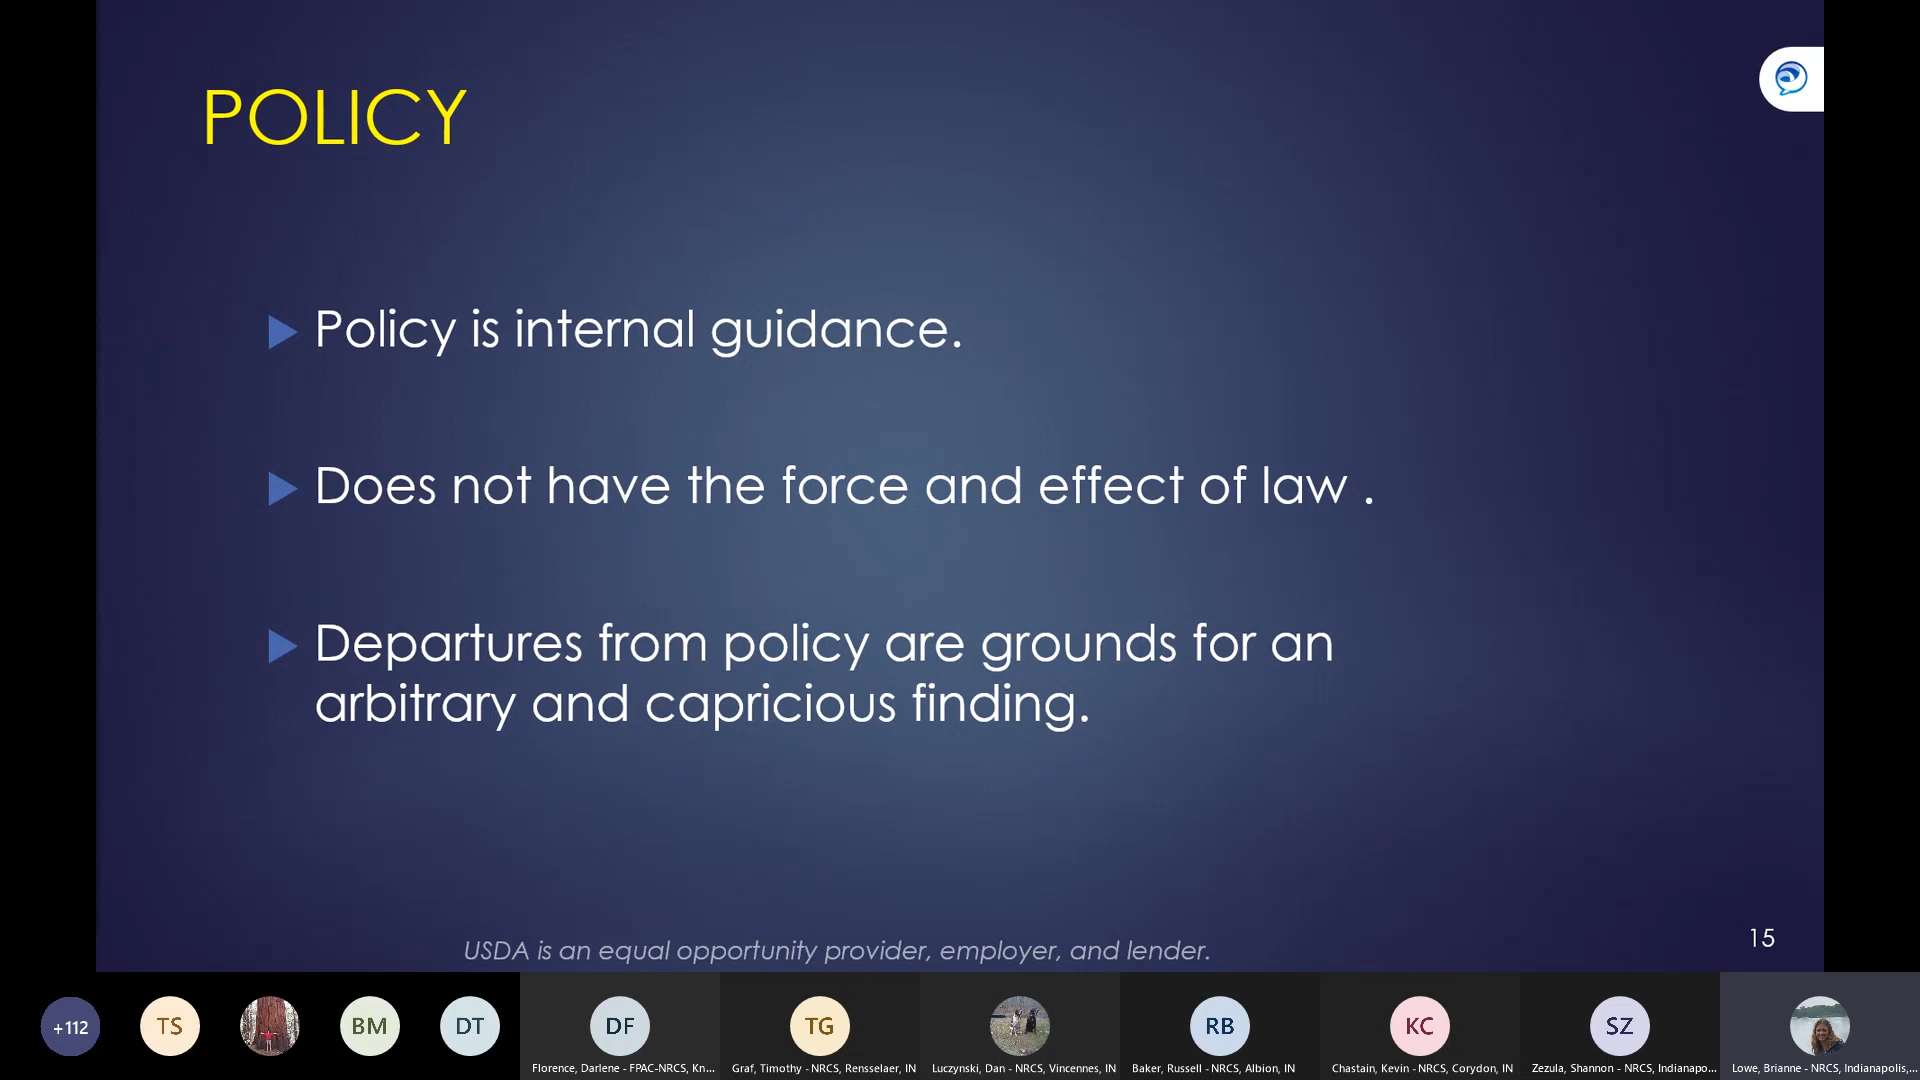 POLICY
Policy is internal guidance.
Does not have the force and effect of law .
Departures from policy are grounds for an
arbitrary and capricious finding.
15
USDA is an equal opportunity provider, employer, and lender.
+112
TS
BM
DT
DF
TG
RB
KC
SZ
Florence, Darlene - FPAC-NRCS, Kn...
Graf, Timothy - NRCS, Rensselaer, IN
Luczynski, Dan - NRCS, Vincennes, IN
Baker, Russell - NRCS, Albion, IN
Chastain, Kevin - NRCS, Corydon, IN
Zezula, Shannon - NRCS, Indianapo...
Lowe, Brianne - NRCS, Indianapolis,...